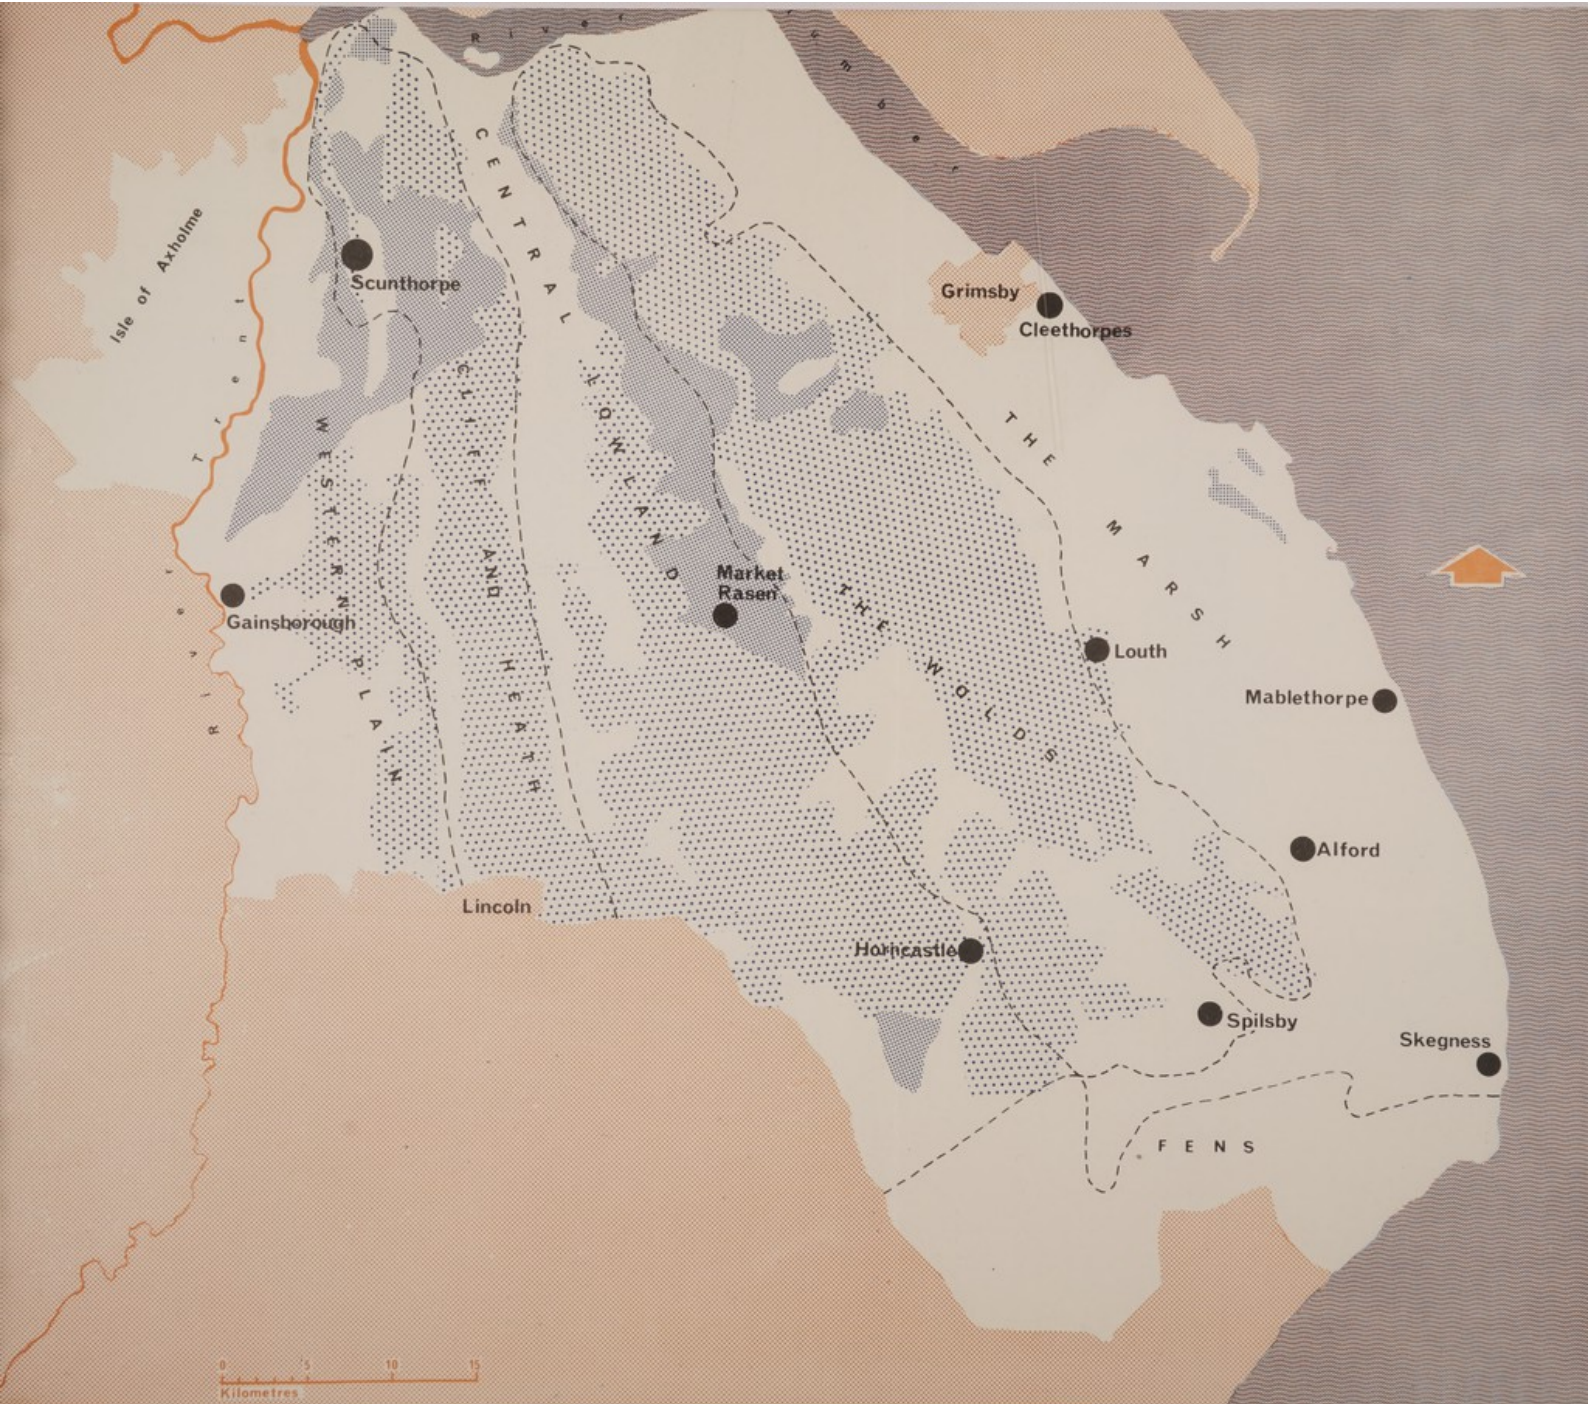 River
Humber
Isle of Axholme
River Trent
CENTRAL LOWLAND
Scunthorpe
Grimsby
Cleethorpes
CLIFF AND HEATH
WESTERN PLAIN
THE MARSH
Market
Rasen
Gainsborough
THE WOLDS
Louth
Mablethorpe
Alford
Lincoln
Horncastle
Spilsby
Skegness
FENS
0 5 10 15
Kilometres